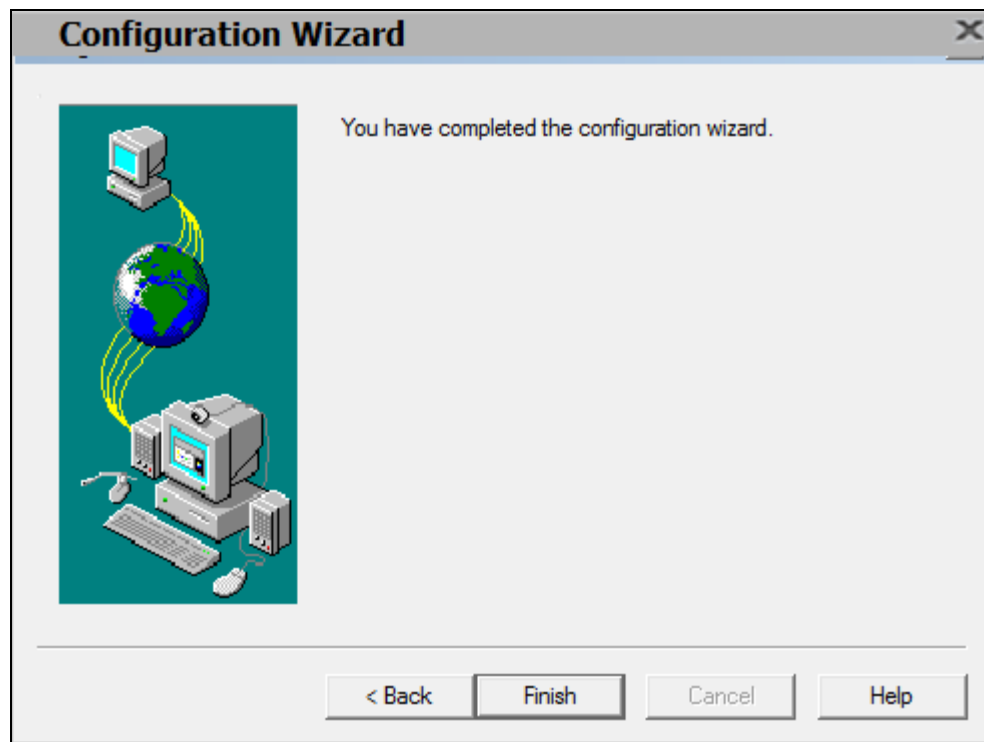 Configuration Wizard
You have completed the configuration wizard.
< Back
Finish
Cancel
Help